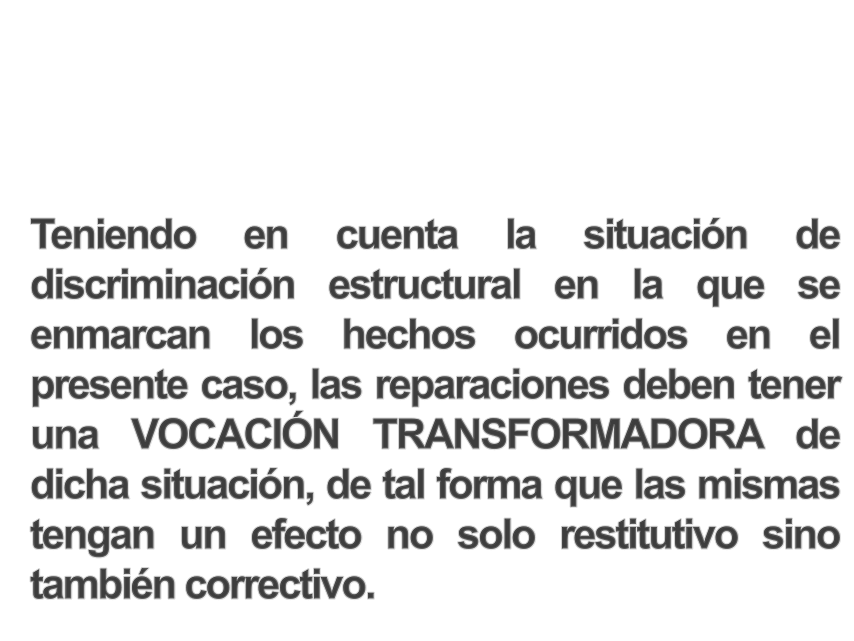 Teniendo en cuenta la situación de
discriminación estructural en la que se
enmarcan los hechos ocurridos en el
presente caso, las reparaciones deben tener
una VOCACIÓN TRANSFORMADORA de
dicha situación, de tal forma que las mismas
tengan un efecto no solo restitutivo sino
también correctivo.